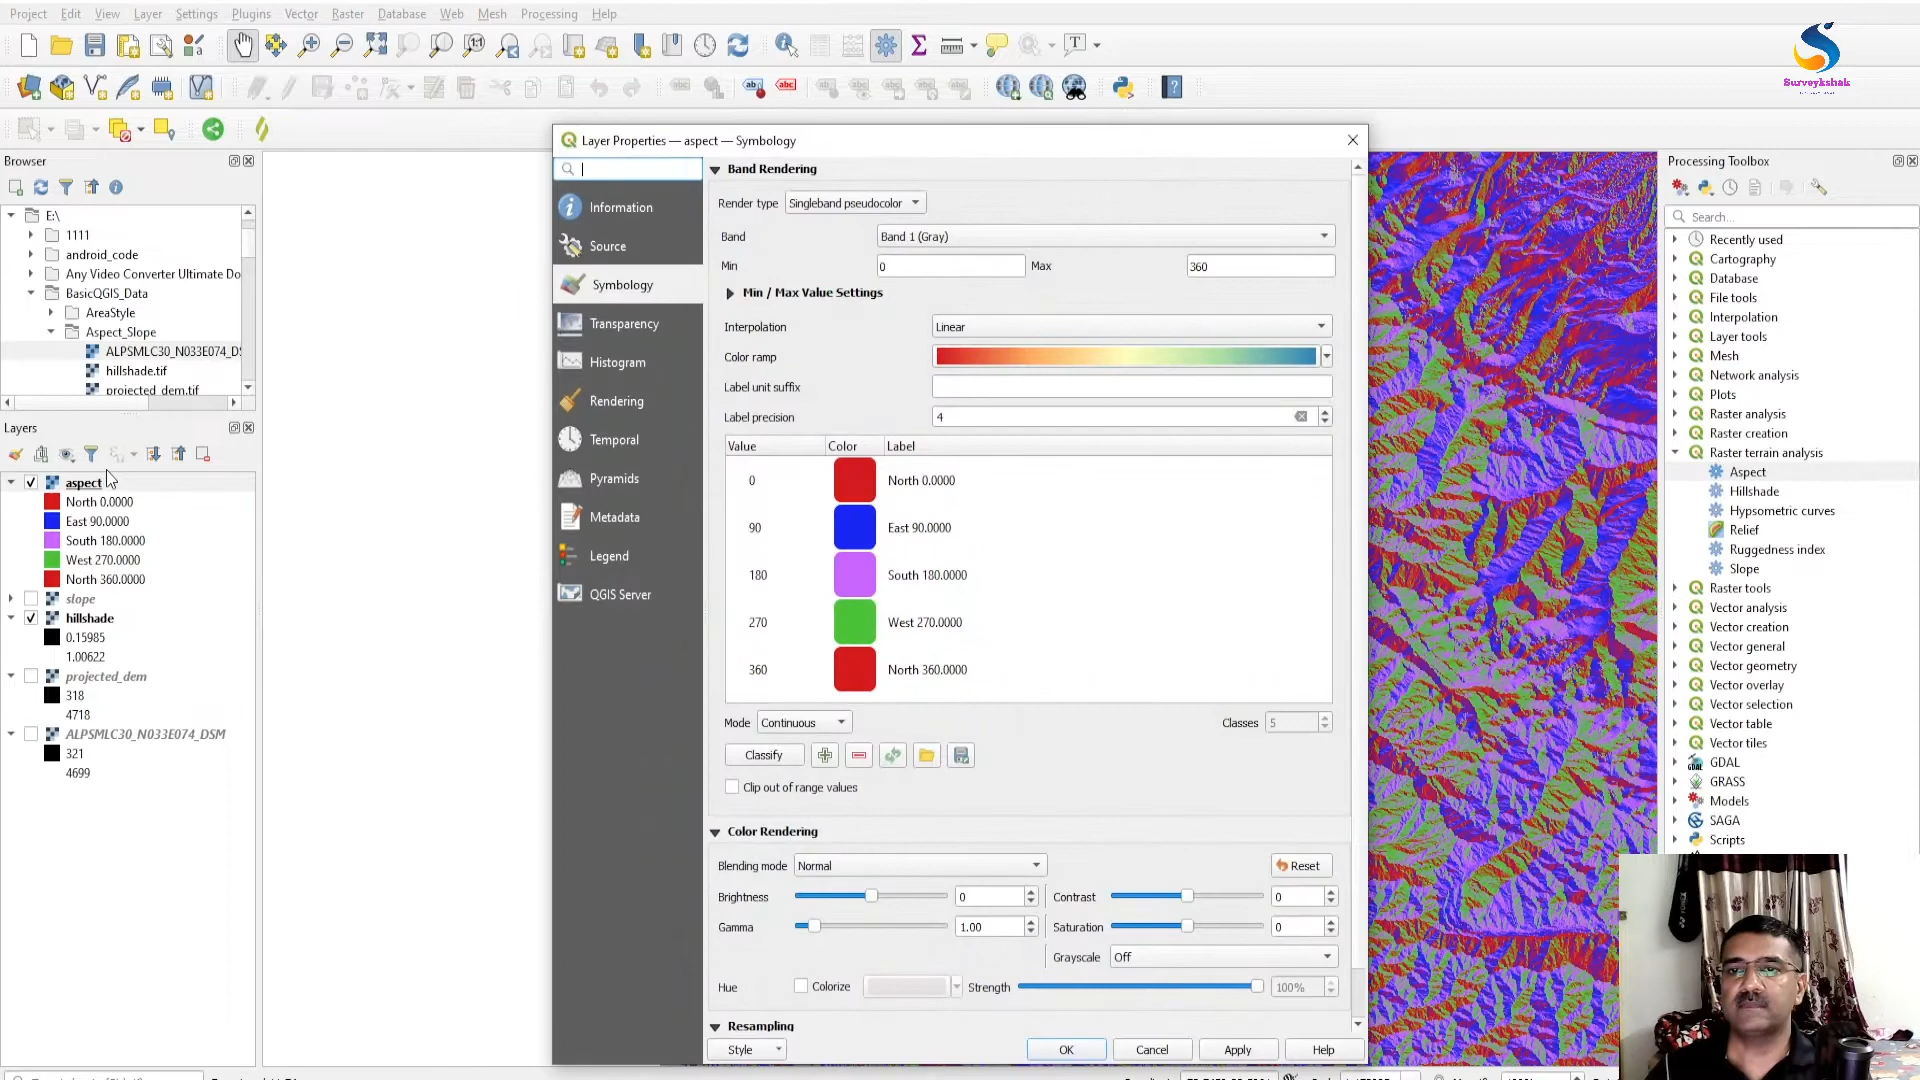 Project Edit View Layer Settings Plugins Vector Raster Database Web Mesh Processing Help
Surveykshak
Browser
E:\
1111
android_code
Any Video Converter Ultimate Do
BasicQGIS_Data
AreaStyle
Aspect_Slope
ALPSMLC30_N033E074_DS
hillshade.tif
projected_dem.tif
Layers
aspect
North 0.0000
East 90.0000
South 180.0000
West 270.0000
North 360.0000
slope
hillshade
0.15985
1.00622
projected_dem
318
4718
ALPSMLC30_N033E074_DSM
321
4699
Layer Properties — aspect — Symbology
Information
Source
Symbology
Transparency
Histogram
Rendering
Temporal
Pyramids
Metadata
Legend
QGIS Server
Band Rendering
Render type Singleband pseudocolor
Band Band 1 (Gray)
Min 0 Max 360
Min / Max Value Settings
Interpolation Linear
Color ramp
Label unit suffix
Label precision 4
Value Color Label
0 North 0.0000
90 East 90.0000
180 South 180.0000
270 West 270.0000
360 North 360.0000
Mode Continuous Classes 5
Classify
Clip out of range values
Color Rendering
Blending mode Normal Reset
Brightness 0 Contrast 0
Gamma 1.00 Saturation 0
Grayscale Off
Hue Colorize Strength 100%
Resampling
Style OK Cancel Apply Help
Processing Toolbox
Search...
Recently used
Cartography
Database
File tools
Interpolation
Layer tools
Mesh
Network analysis
Plots
Raster analysis
Raster creation
Raster terrain analysis
Aspect
Hillshade
Hypsometric curves
Relief
Ruggedness index
Slope
Raster tools
Vector analysis
Vector creation
Vector general
Vector geometry
Vector overlay
Vector selection
Vector table
Vector tiles
GDAL
GRASS
Models
SAGA
Scripts